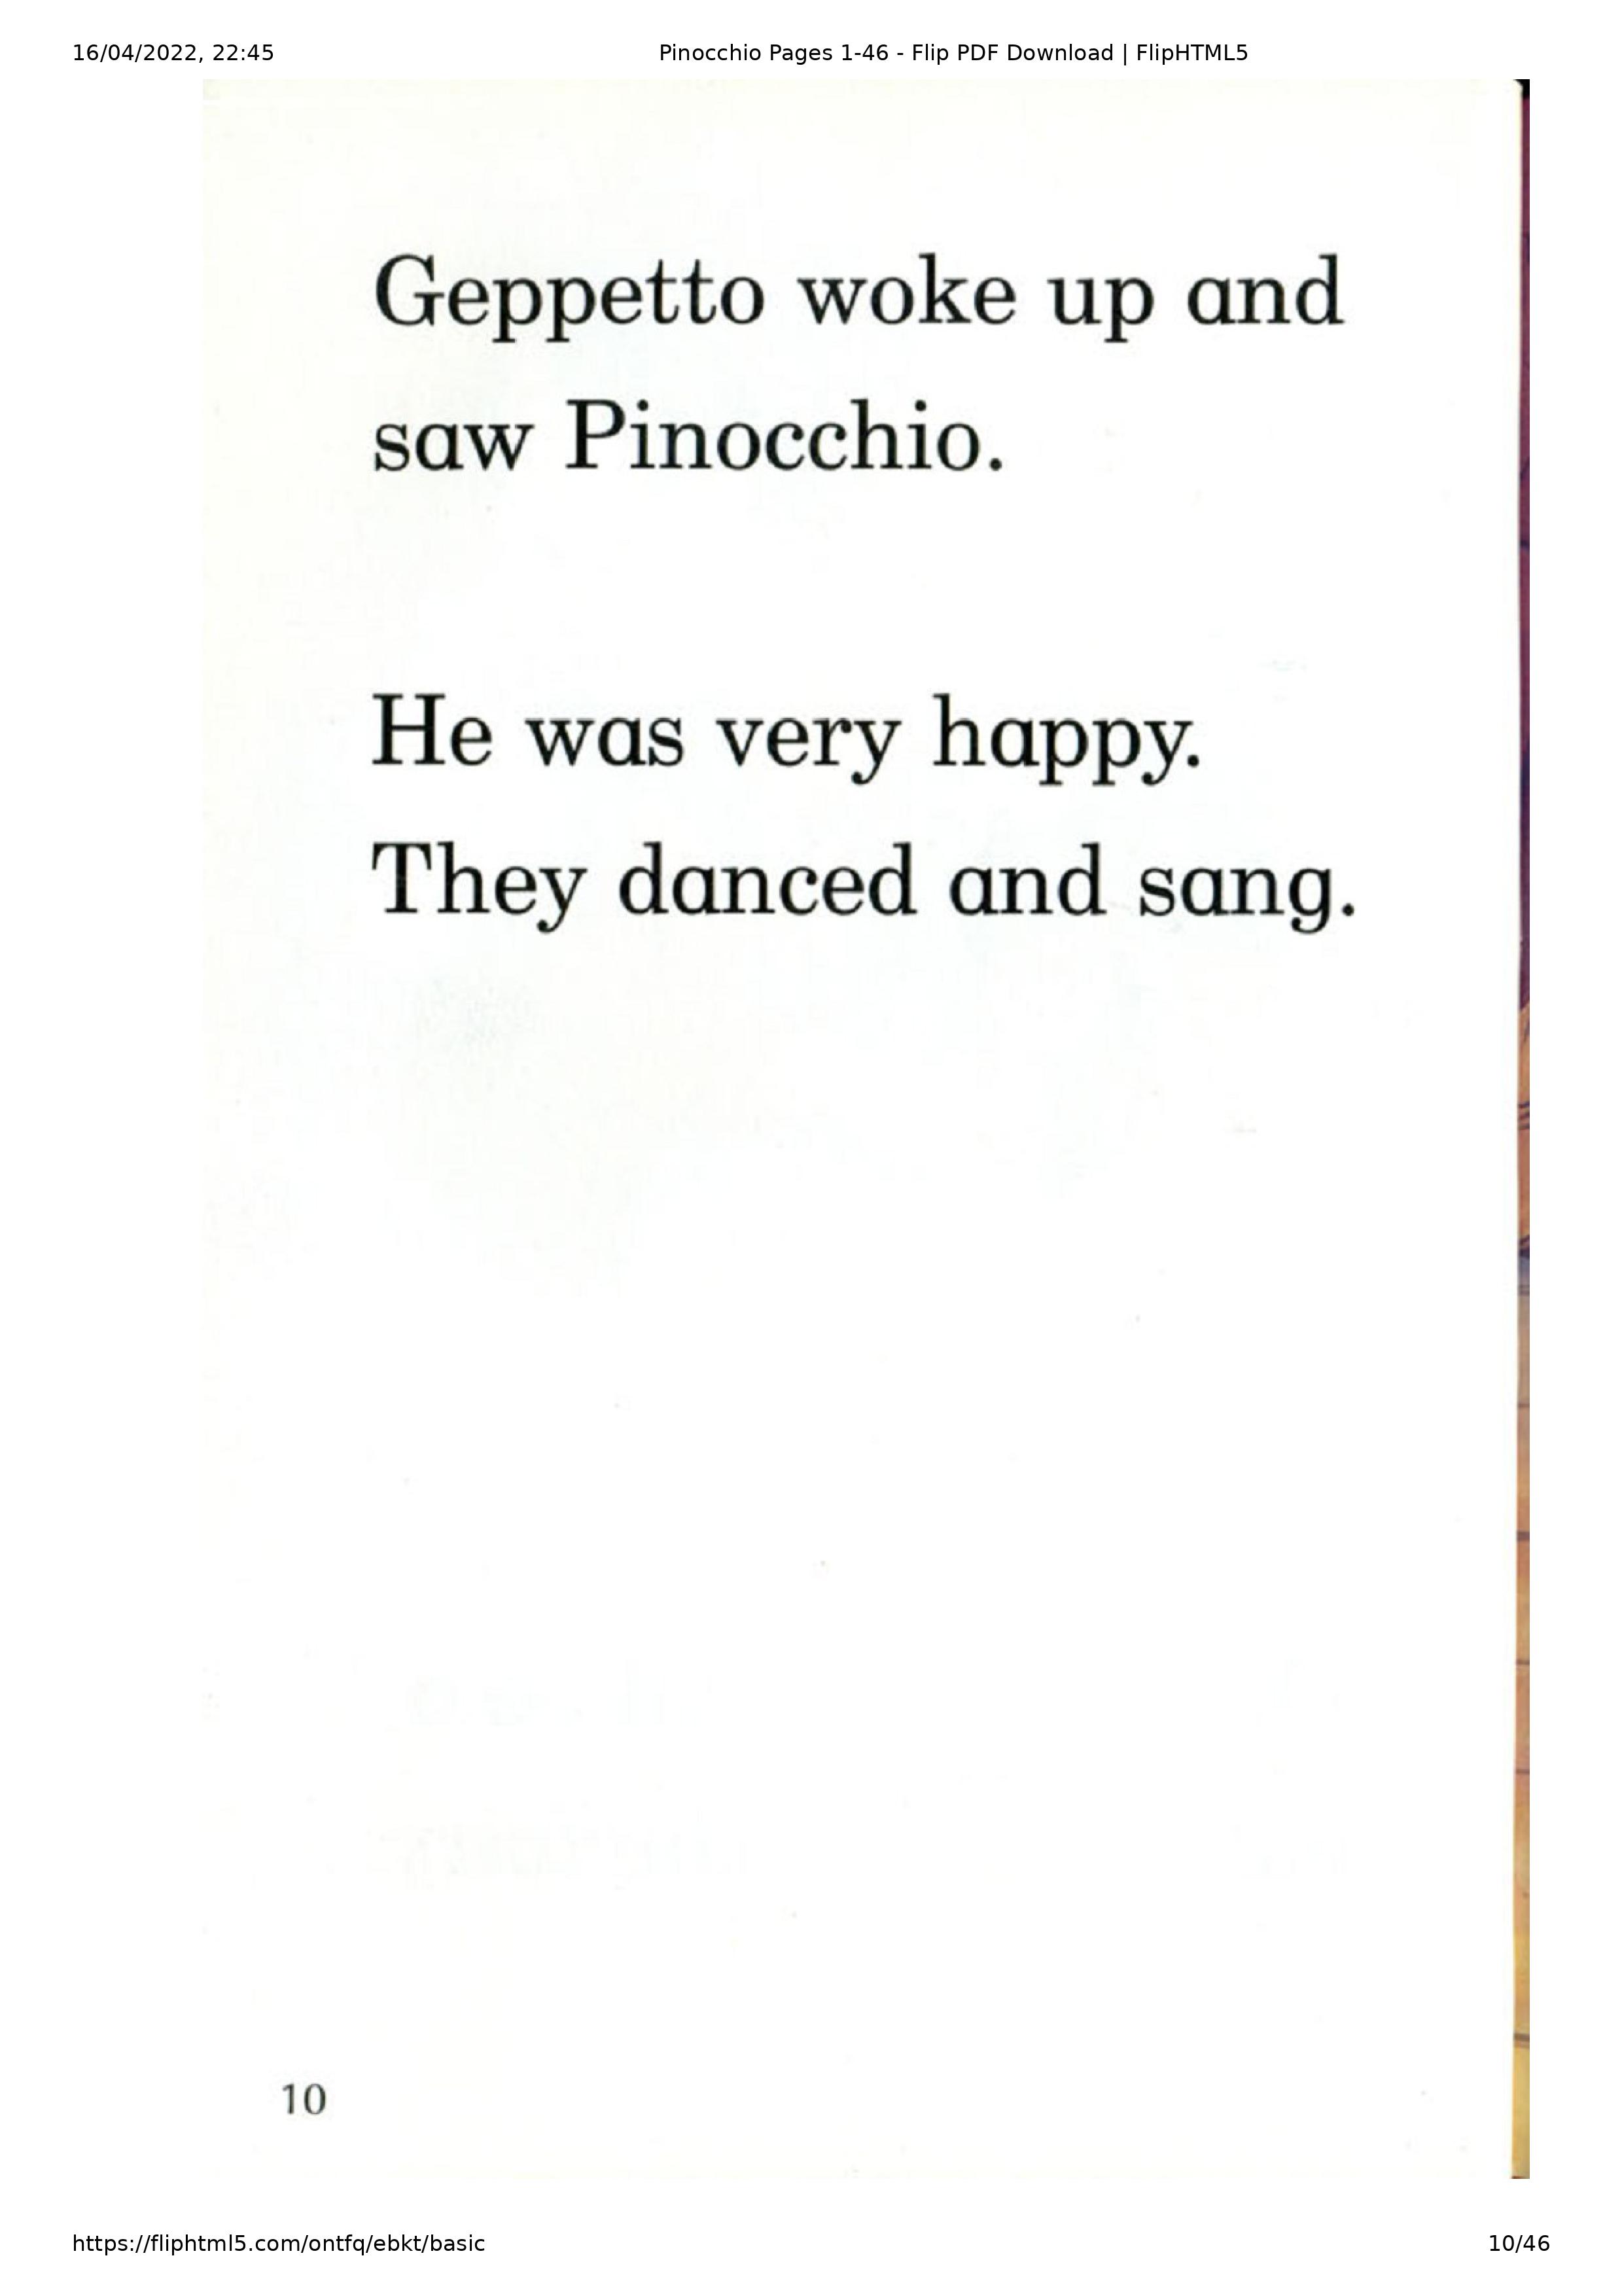 16/04/2022, 22:45
Pinocchio Pages 1-46 - Flip PDF Download | FlipHTML5
Geppetto woke up and
saw Pinocchio.
He was very happy.
They danced and sang.
10
https://fliphtml5.com/ontfq/ebkt/basic
10/46